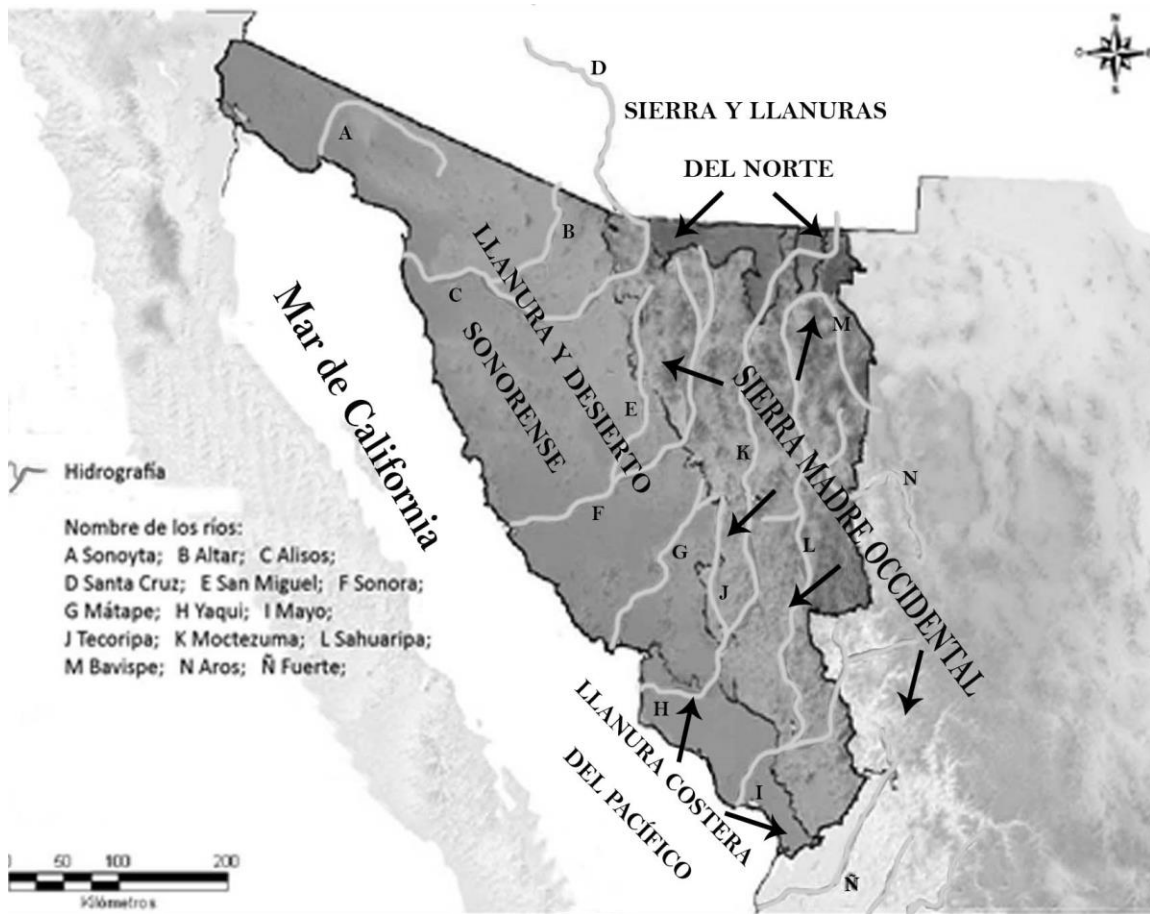 N
O
E
S
D
SIERRA Y LLANURAS
DEL NORTE
A
B
C
LLANURA Y DESIERTO
SONORENSE
Mar de California
M
E
SIERRA MADRE OCCIDENTAL
K
N
F
G
L
J
H
LLANURA COSTERA
DEL PACÍFICO
I
Ñ
Hidrografía
Nombre de los ríos:
A Sonoyta; B Altar; C Alisos;
D Santa Cruz; E San Miguel; F Sonora;
G Mátape; H Yaqui; I Mayo;
J Tecoripa; K Moctezuma; L Sahuaripa;
M Bavispe; N Aros; Ñ Fuerte;
0 50 100 200
Kilómetros